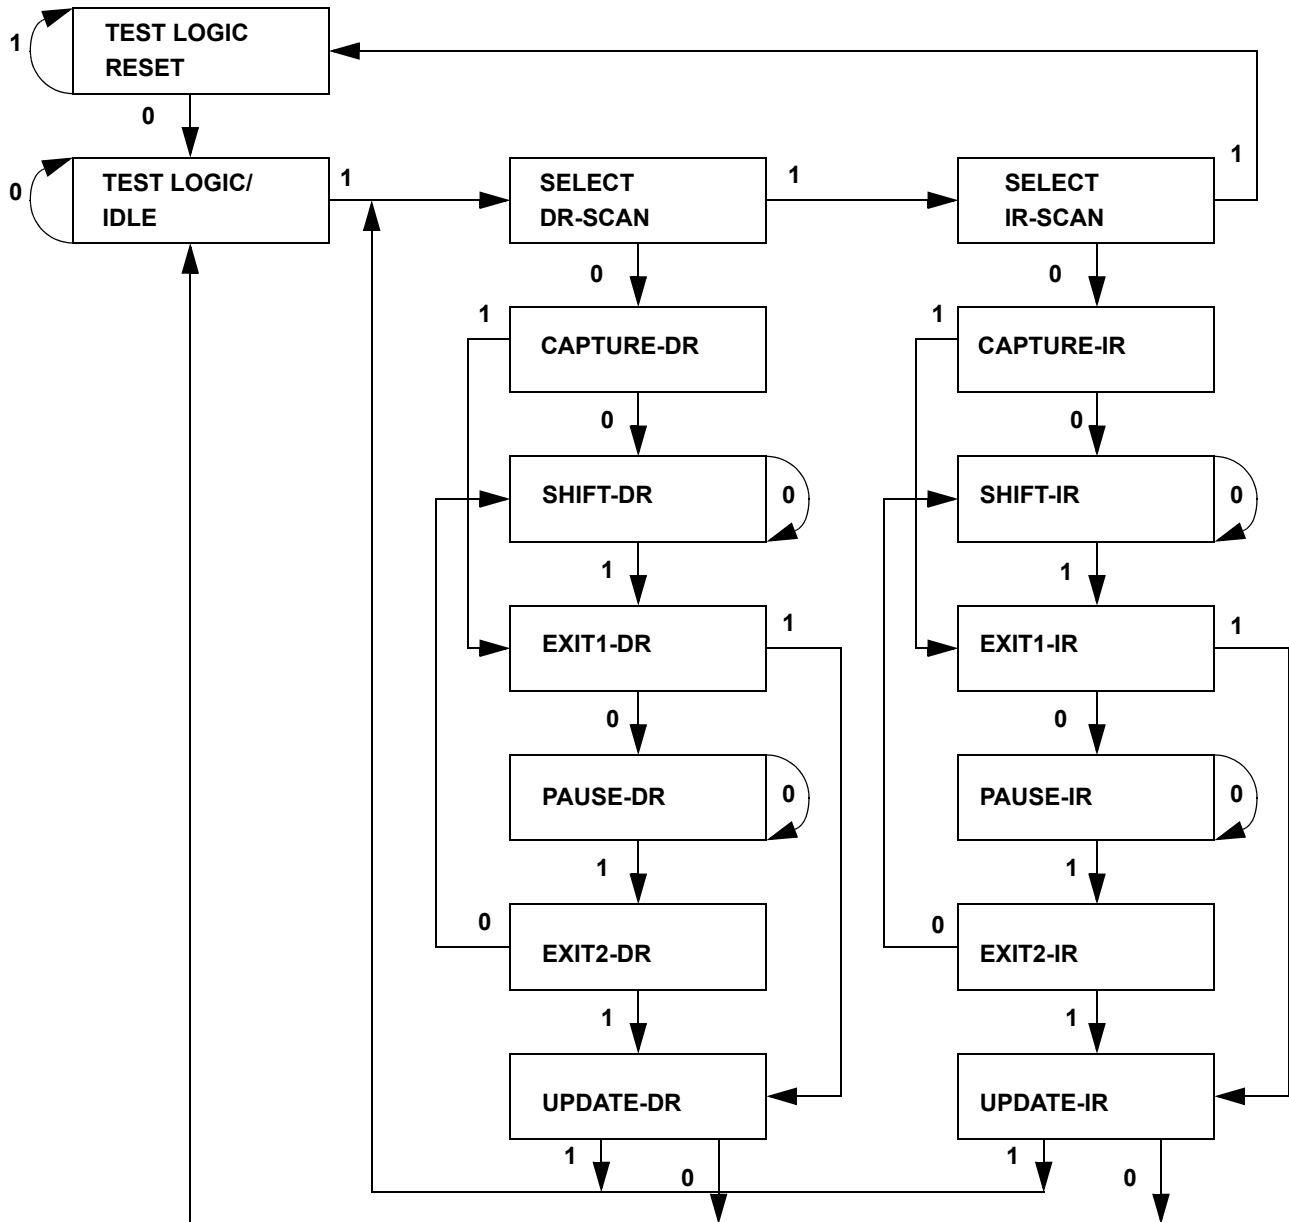 1
TEST LOGIC
RESET
0
0
TEST LOGIC/
IDLE
1
SELECT
DR-SCAN
1
SELECT
IR-SCAN
1
0
0
1
CAPTURE-DR
1
CAPTURE-IR
0
0
SHIFT-DR
0
SHIFT-IR
0
1
1
EXIT1-DR
1
EXIT1-IR
1
0
0
PAUSE-DR
0
PAUSE-IR
0
1
1
0
EXIT2-DR
0
EXIT2-IR
1
1
UPDATE-DR
UPDATE-IR
1
0
1
0